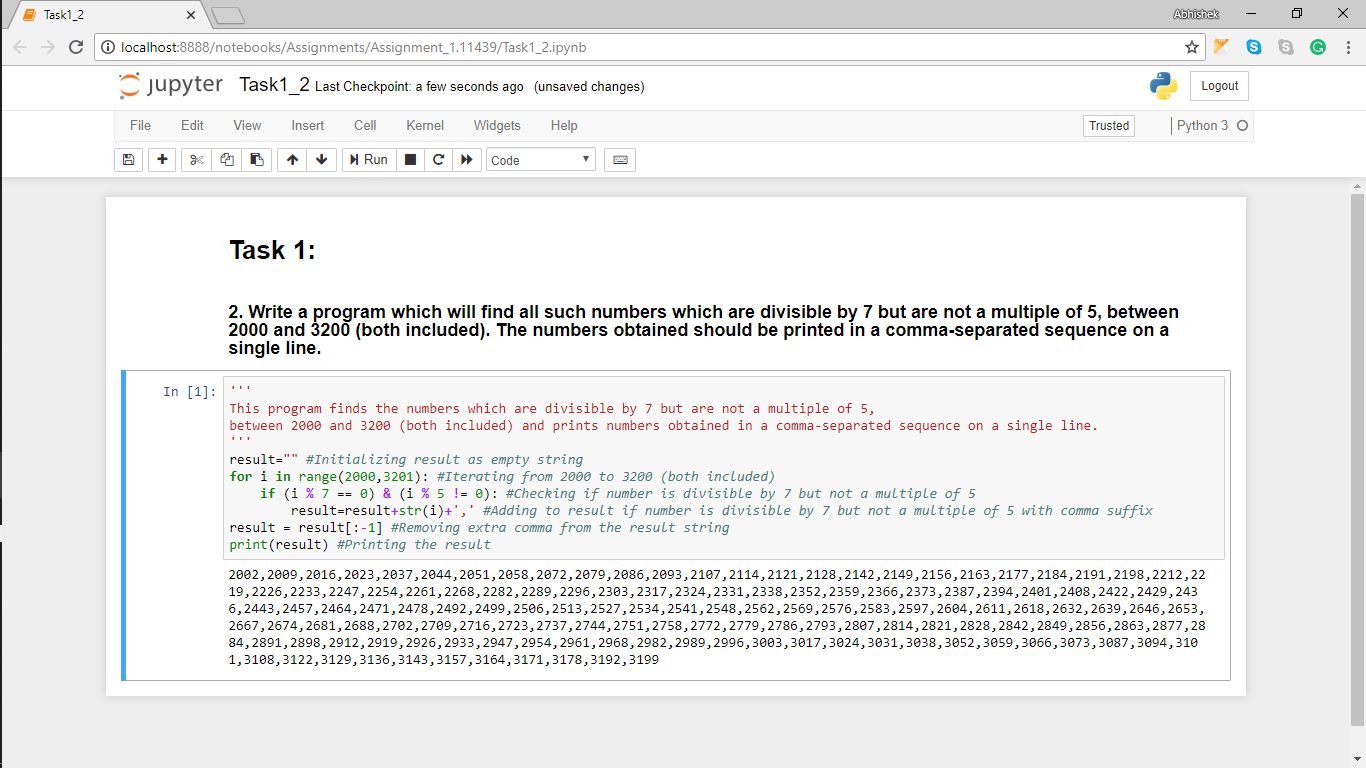 Task1_2
Abhishek
localhost:8888/notebooks/Assignments/Assignment_1.11439/Task1_2.ipynb
jupyter Task1_2 Last Checkpoint: a few seconds ago (unsaved changes)
Logout
File Edit View Insert Cell Kernel Widgets Help
Trusted
Python 3
Run
Code
Task 1:
2. Write a program which will find all such numbers which are divisible by 7 but are not a multiple of 5, between
2000 and 3200 (both included). The numbers obtained should be printed in a comma-separated sequence on a
single line.
In [1]: '''
This program finds the numbers which are divisible by 7 but are not a multiple of 5,
between 2000 and 3200 (both included) and prints numbers obtained in a comma-separated sequence on a single line.
'''
result="" #Initializing result as empty string
for i in range(2000,3201): #Iterating from 2000 to 3200 (both included)
    if (i % 7 == 0) & (i % 5 != 0): #Checking if number is divisible by 7 but not a multiple of 5
        result=result+str(i)+',' #Adding to result if number is divisible by 7 but not a multiple of 5 with comma suffix
result = result[:-1] #Removing extra comma from the result string
print(result) #Printing the result
2002,2009,2016,2023,2037,2044,2051,2058,2072,2079,2086,2093,2107,2114,2121,2128,2142,2149,2156,2163,2177,2184,2191,2198,2212,22
19,2226,2233,2247,2254,2261,2268,2282,2289,2296,2303,2317,2324,2331,2338,2352,2359,2366,2373,2387,2394,2401,2408,2422,2429,243
6,2443,2457,2464,2471,2478,2492,2499,2506,2513,2527,2534,2541,2548,2562,2569,2576,2583,2597,2604,2611,2618,2632,2639,2646,2653,
2667,2674,2681,2688,2702,2709,2716,2723,2737,2744,2751,2758,2772,2779,2786,2793,2807,2814,2821,2828,2842,2849,2856,2863,2877,28
84,2891,2898,2912,2919,2926,2933,2947,2954,2961,2968,2982,2989,2996,3003,3017,3024,3031,3038,3052,3059,3066,3073,3087,3094,310
1,3108,3122,3129,3136,3143,3157,3164,3171,3178,3192,3199